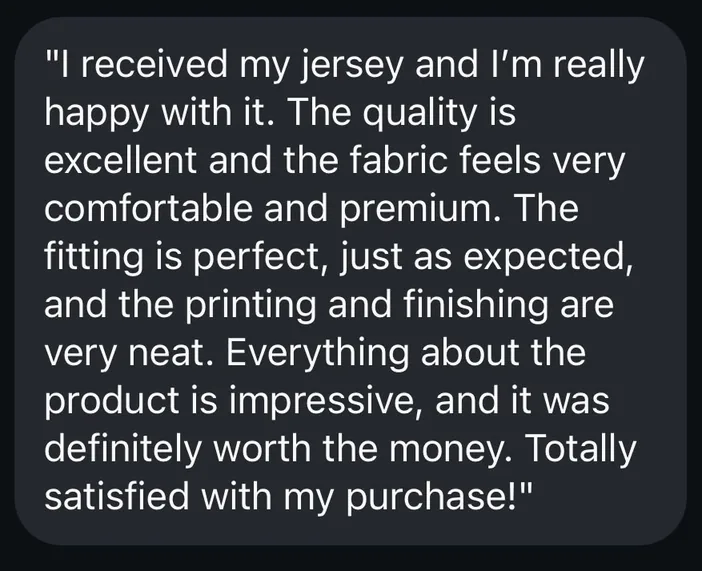 "I received my jersey and I’m really
happy with it. The quality is
excellent and the fabric feels very
comfortable and premium. The
fitting is perfect, just as expected,
and the printing and finishing are
very neat. Everything about the
product is impressive, and it was
definitely worth the money. Totally
satisfied with my purchase!"